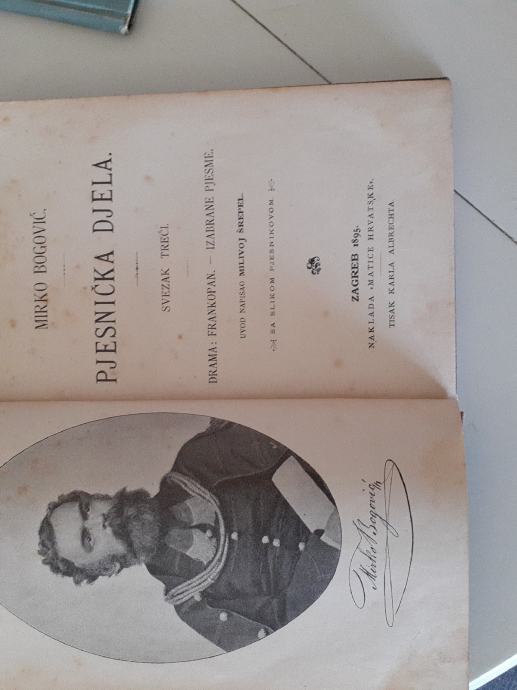 Mirko Bogović
MIRKO BOGOVIĆ.
PJESNIČKA DJELA.
SVEZAK TREĆI.
DRAMA: FRANKOPAN. — IZABRANE PJESME.
UVOD NAPISAO MILIVOJ ŠREPEL.
SA SLIKOM PJESNIKOVOM.
ZAGREB 1895.
NAKLADA »MATICE HRVATSKE«.
TISAK KARLA ALBRECHTA